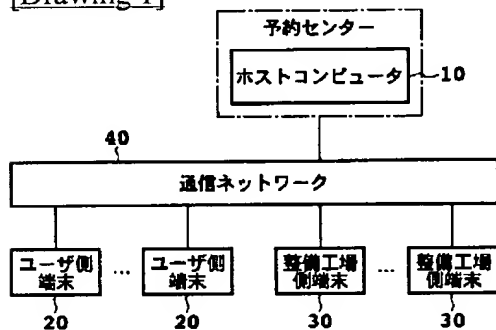 [Drawing 1]
予約センター
ホストコンピュータ
10
40
通信ネットワーク
ユーザ側
端末
...
ユーザ側
端末
整備工場
側端末
...
整備工場
側端末
20
20
30
30